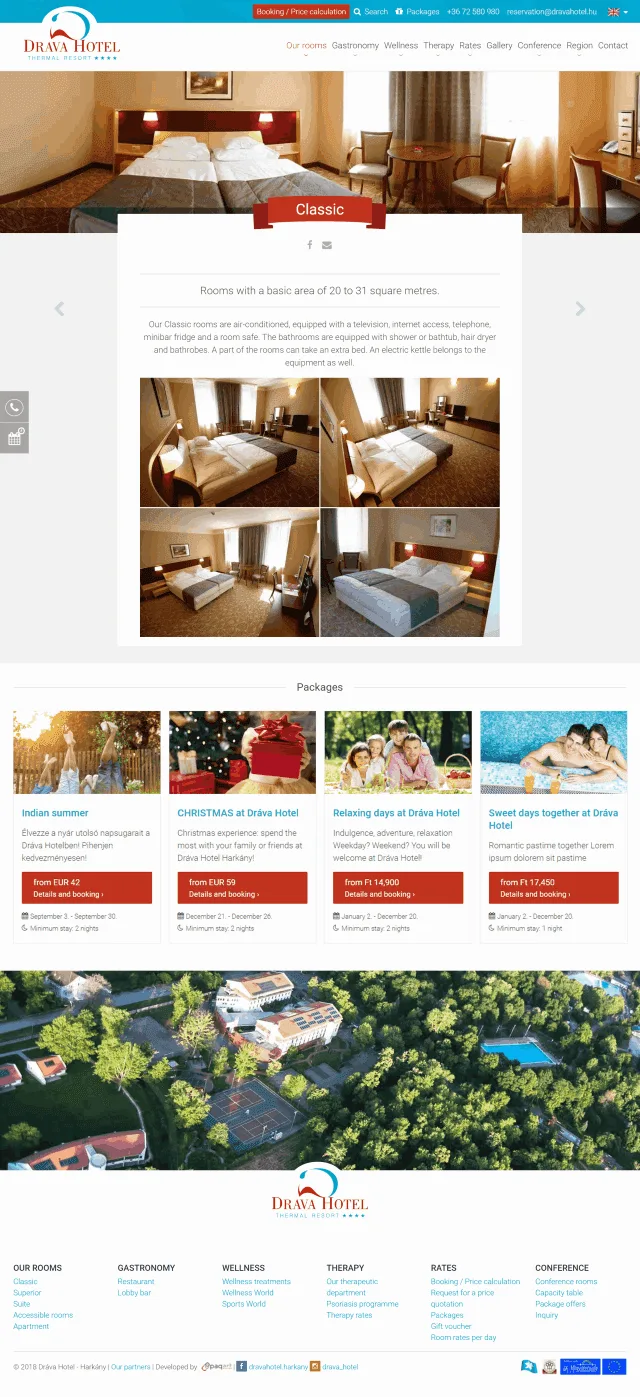 Booking / Price calculation Search Packages +36 72 580 980 reservation@dravahotel.hu
DRAVA HOTEL
THERMAL RESORT ★★★★
Our rooms Gastronomy Wellness Therapy Rates Gallery Conference Region Contact
Classic
Rooms with a basic area of 20 to 31 square metres.
Our Classic rooms are air-conditioned, equipped with a television, internet access, telephone,
minibar fridge and a room safe. The bathrooms are equipped with shower or bathtub, hair dryer
and bathrobes. A part of the rooms can take an extra bed. An electric kettle belongs to the
equipment as well.
Packages
Indian summer
Élvezze a nyár utolsó napsugarait a
Dráva Hotelben! Pihenjen
kedvezményesen!
from EUR 42
Details and booking ›
September 3. - September 30.
Minimum stay: 2 nights
CHRISTMAS at Dráva Hotel
Christmas experience: spend the
most with your family or friends at
Dráva Hotel Harkány!
from EUR 59
Details and booking ›
December 21. - December 26.
Minimum stay: 2 nights
Relaxing days at Dráva Hotel
Indulgence, adventure, relaxation
Weekday? Weekend? You will be
welcome at Dráva Hotel!
from Ft 14,900
Details and booking ›
January 2. - December 20.
Minimum stay: 2 nights
Sweet days together at Dráva
Hotel
Romantic pastime together Lorem
ipsum dolorem sit pastime
from Ft 17,450
Details and booking ›
January 2. - December 20.
Minimum stay: 1 night
DRAVA HOTEL
THERMAL RESORT ★★★★
OUR ROOMS
Classic
Superior
Suite
Accessible rooms
Apartment
GASTRONOMY
Restaurant
Lobby bar
WELLNESS
Wellness treatments
Wellness World
Sports World
THERAPY
Our therapeutic
department
Psoriasis programme
Therapy rates
RATES
Booking / Price calculation
Request for a price
quotation
Packages
Gift voucher
Room rates per day
CONFERENCE
Conference rooms
Capacity table
Package offers
Inquiry
© 2018 Dráva Hotel - Harkány | Our partners | Developed by | dravahotel.harkany drava_hotel